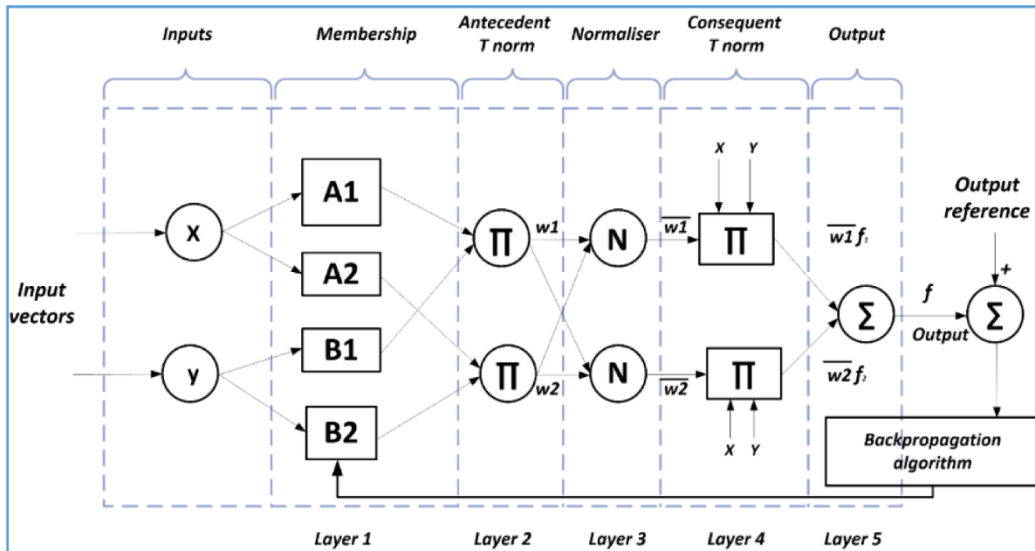 Inputs
Membership
Antecedent
T norm
Normaliser
Consequent
T norm
Output
Input
vectors
x
y
A1
A2
B1
B2
Π
w1
Π
w2
N
w1
N
w2
X Y
Π
Π
X Y
w1 f₁
w2 f₂
Σ
f
Output
Output
reference
+
Σ
Backpropagation
algorithm
Layer 1
Layer 2
Layer 3
Layer 4
Layer 5